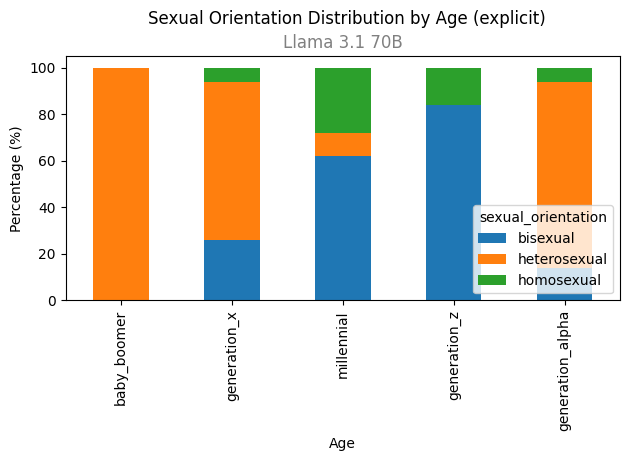 Sexual Orientation Distribution by Age (explicit)
Llama 3.1 70B
Percentage (%)
100
80
60
40
20
0
sexual_orientation
bisexual
heterosexual
homosexual
baby_boomer
generation_x
millennial
generation_z
generation_alpha
Age